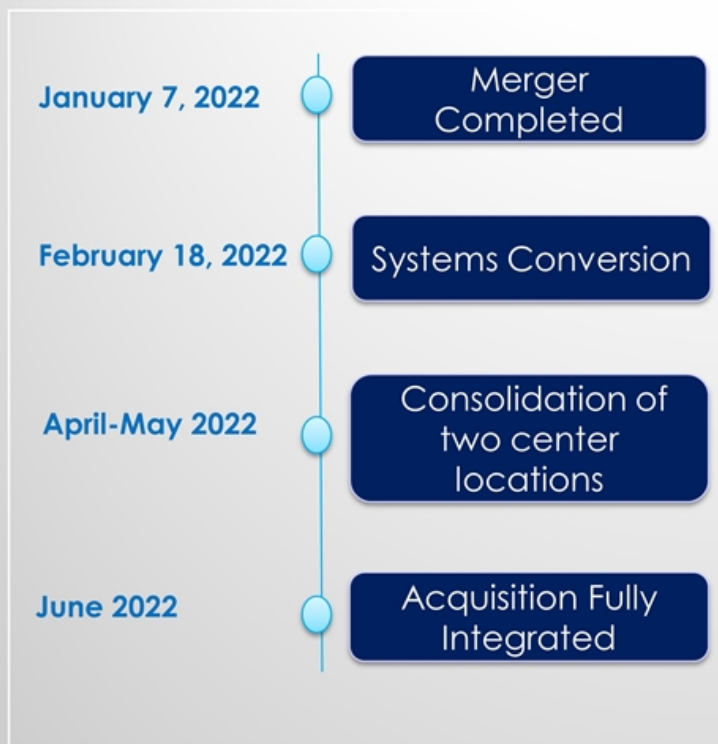 January 7, 2022
Merger
Completed
February 18, 2022
Systems Conversion
April-May 2022
Consolidation of
two center
locations
June 2022
Acquisition Fully
Integrated